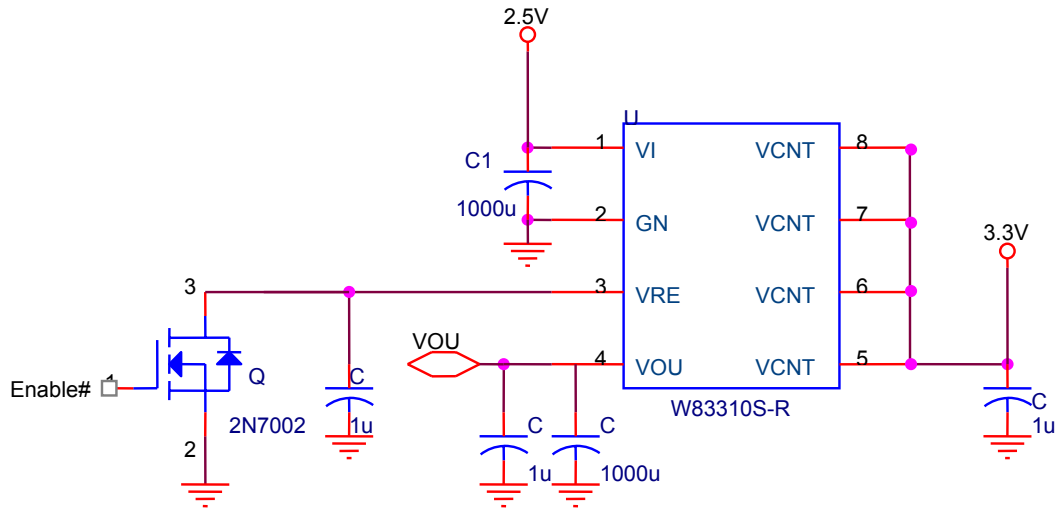 2.5V
U
1 VI VCNT 8
C1
1000u
2 GN VCNT 7
3.3V
3
3 VRE VCNT 6
VOU
4 VOU VCNT 5
Enable# 1
Q
C
1u
W83310S-R
C
1u
2N7002
2
C
1u
C
1000u